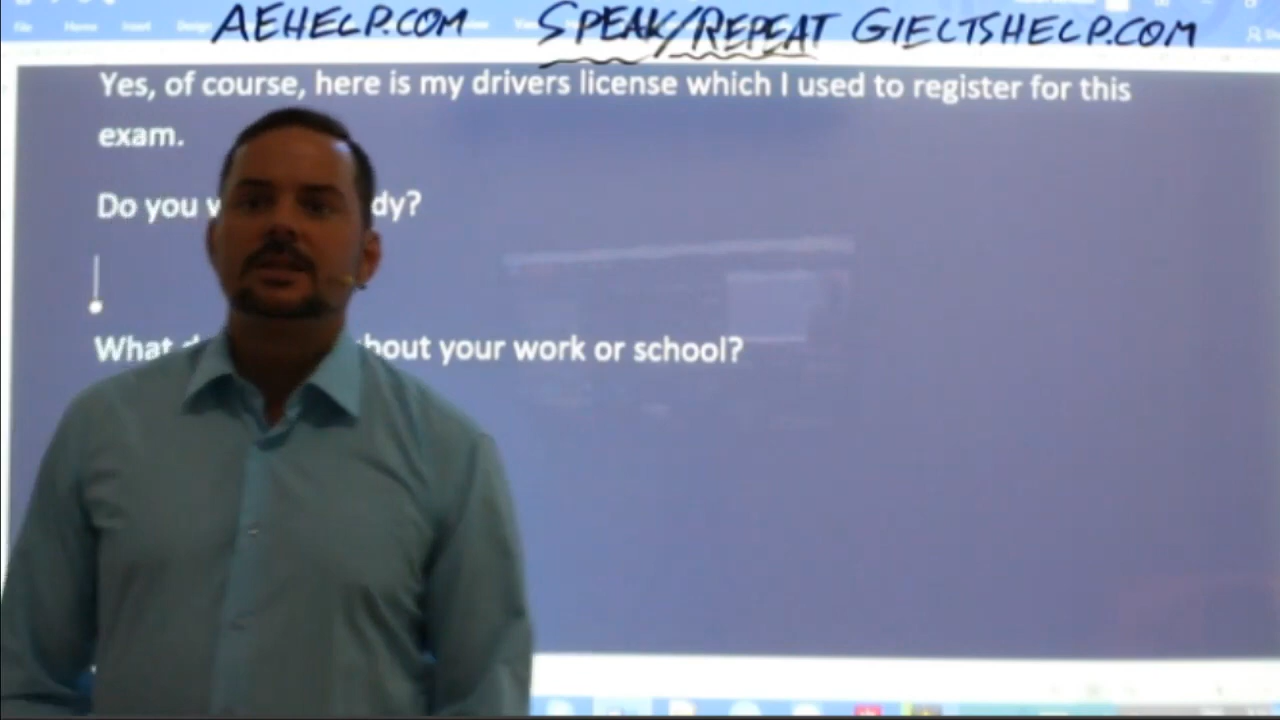 AEHELP.COM SPEAK/REPEAT GIELTSHELP.COM
Yes, of course, here is my drivers license which I used to register for this
exam.
Do you dy?
What bout your work or school?